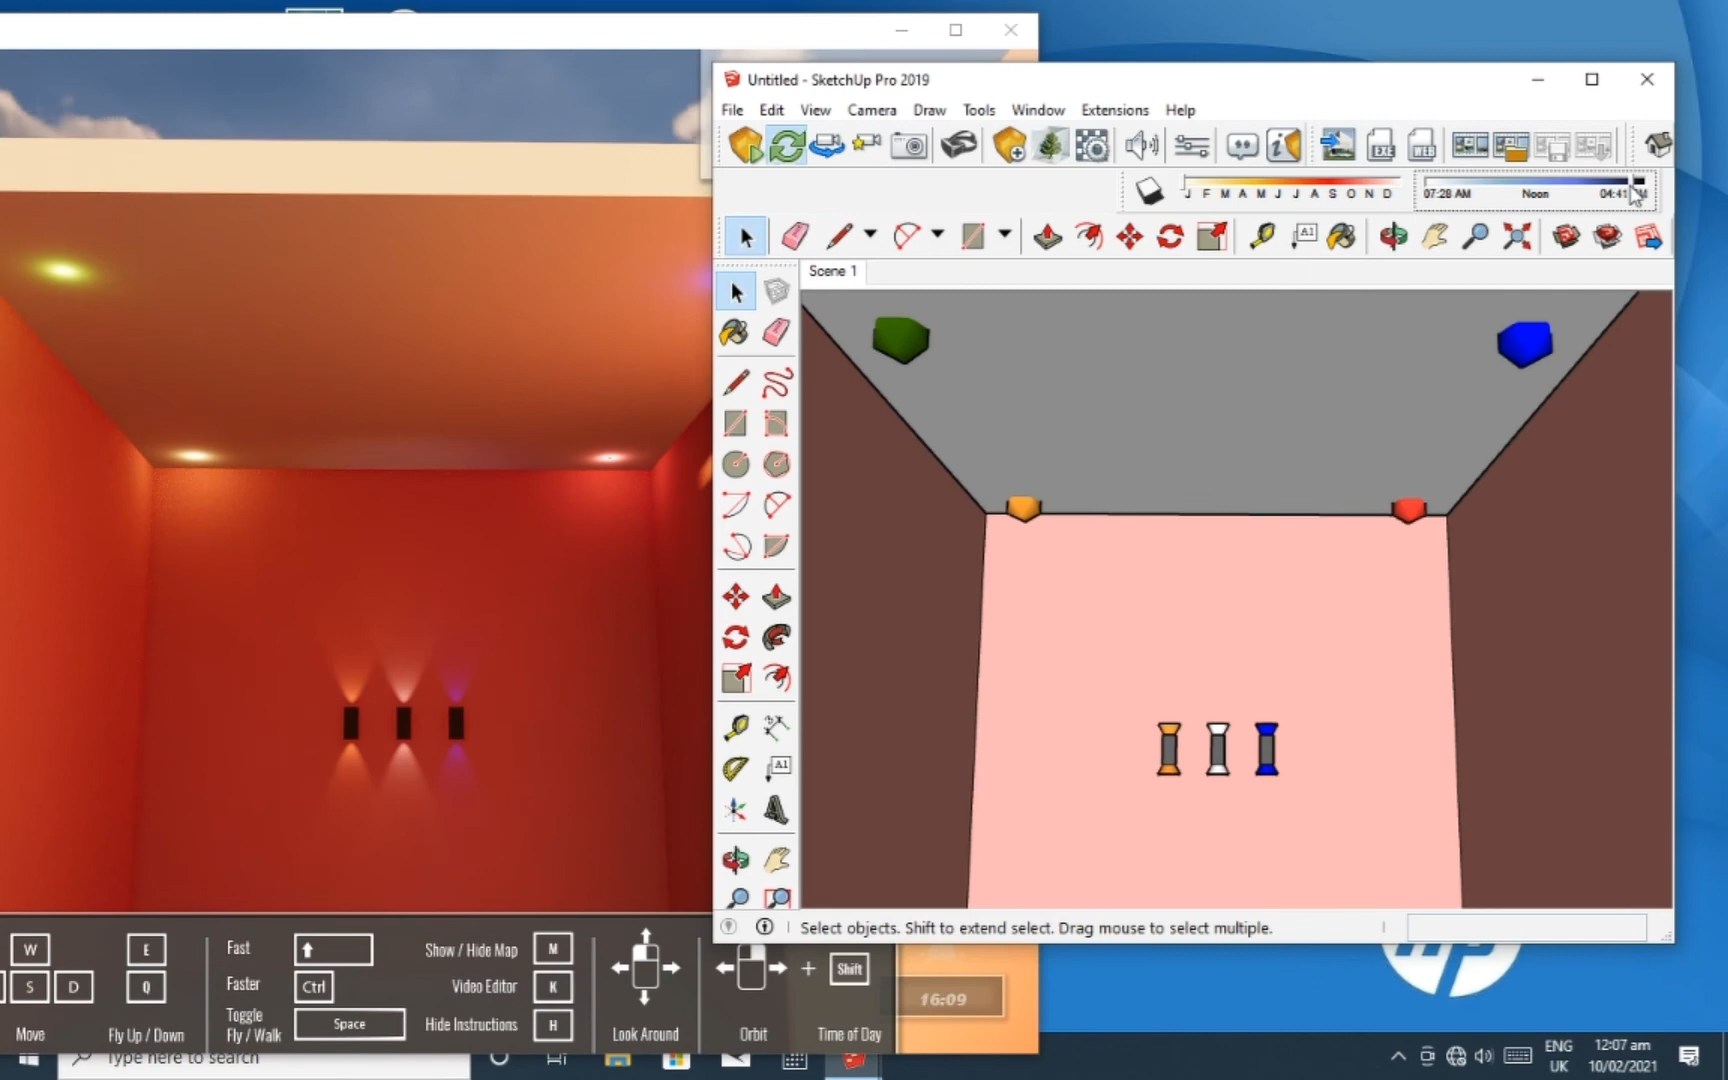 Untitled - SketchUp Pro 2019
File Edit View Camera Draw Tools Window Extensions Help
J F M A M J J A S O N D
07:28 AM Noon 04:41
A1
Scene 1
A1
Select objects. Shift to extend select. Drag mouse to select multiple.
W
S D
Move
E
Q
Fly Up / Down
Fast
Faster Ctrl
Toggle
Fly / Walk Space
Show / Hide Map M
Video Editor K
Hide Instructions H
Look Around
Orbit
+ Shift
Time of Day
16:09
hp
Type here to search
ENG
UK
12:07 am
10/02/2021